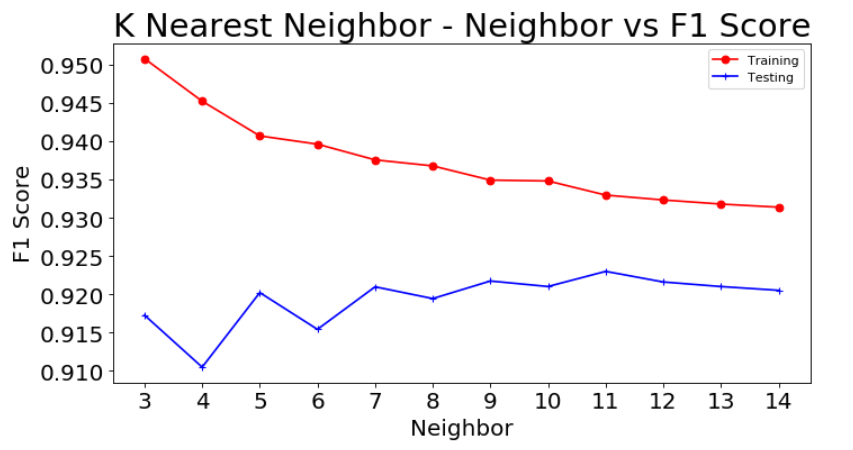 K Nearest Neighbor - Neighbor vs F1 Score
Training
Testing
0.950
0.945
0.940
0.935
0.930
0.925
0.920
0.915
0.910
F1 Score
3 4 5 6 7 8 9 10 11 12 13 14
Neighbor